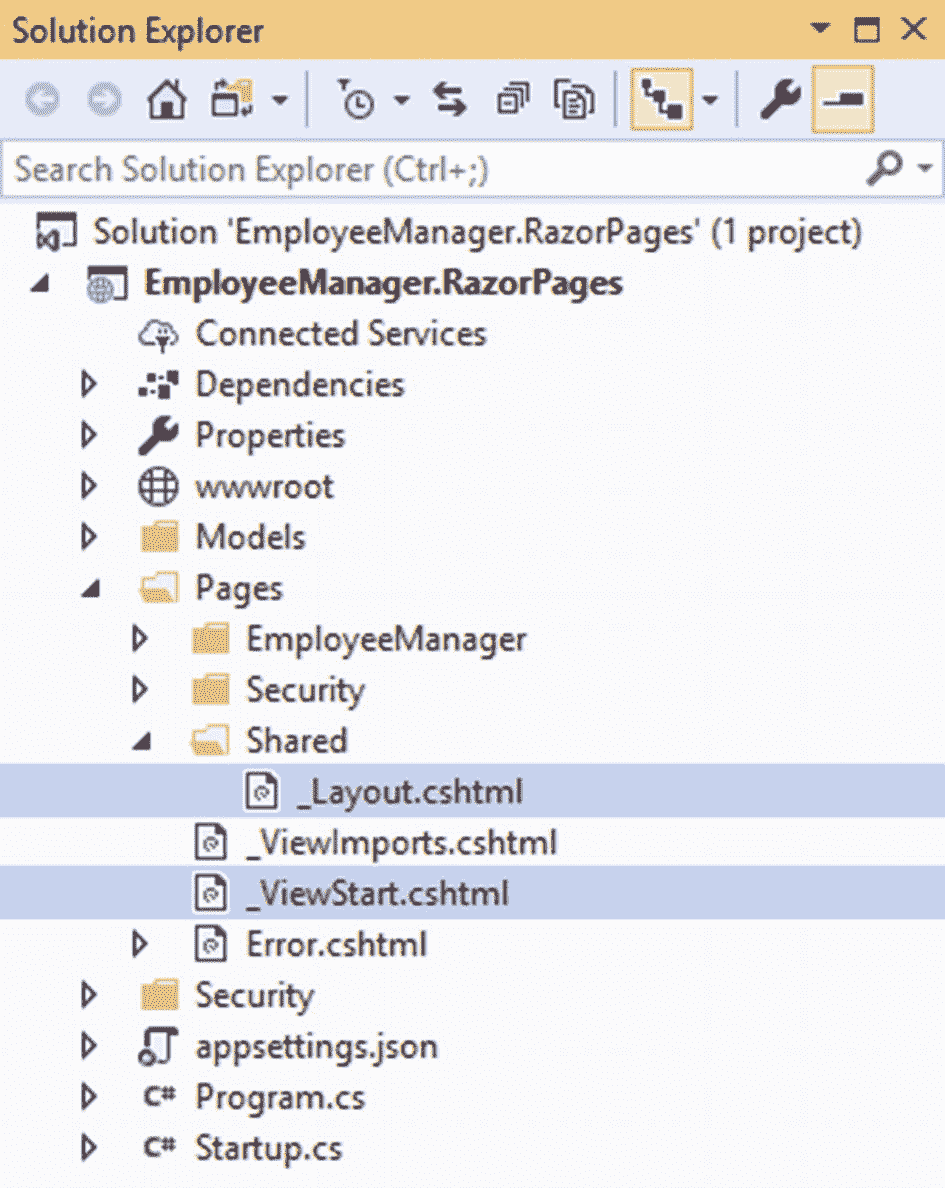 Solution Explorer
Search Solution Explorer (Ctrl+;)
Solution 'EmployeeManager.RazorPages' (1 project)
EmployeeManager.RazorPages
Connected Services
Dependencies
Properties
wwwroot
Models
Pages
EmployeeManager
Security
Shared
_Layout.cshtml
_ViewImports.cshtml
_ViewStart.cshtml
Error.cshtml
Security
appsettings.json
C# Program.cs
C# Startup.cs